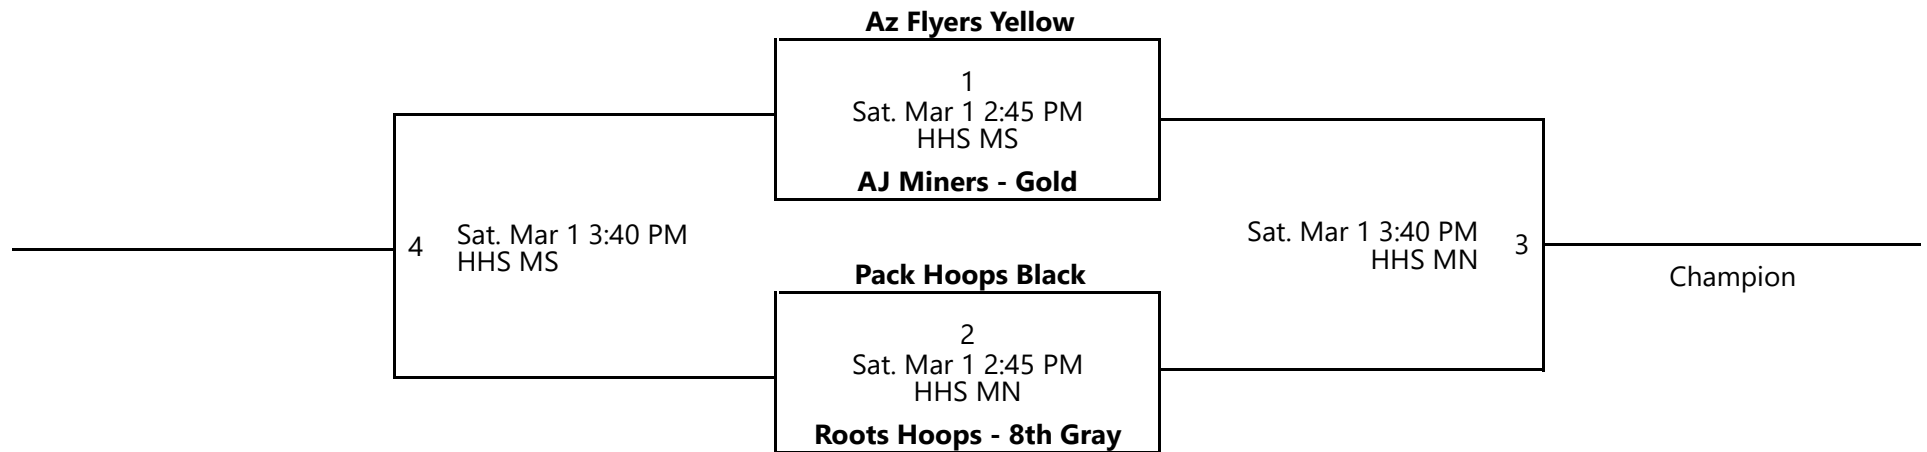 Az Flyers Yellow
1
Sat. Mar 1 2:45 PM
HHS MS
AJ Miners - Gold
4
Sat. Mar 1 3:40 PM
HHS MS
Sat. Mar 1 3:40 PM
HHS MN
3
Champion
Pack Hoops Black
2
Sat. Mar 1 2:45 PM
HHS MN
Roots Hoops - 8th Gray